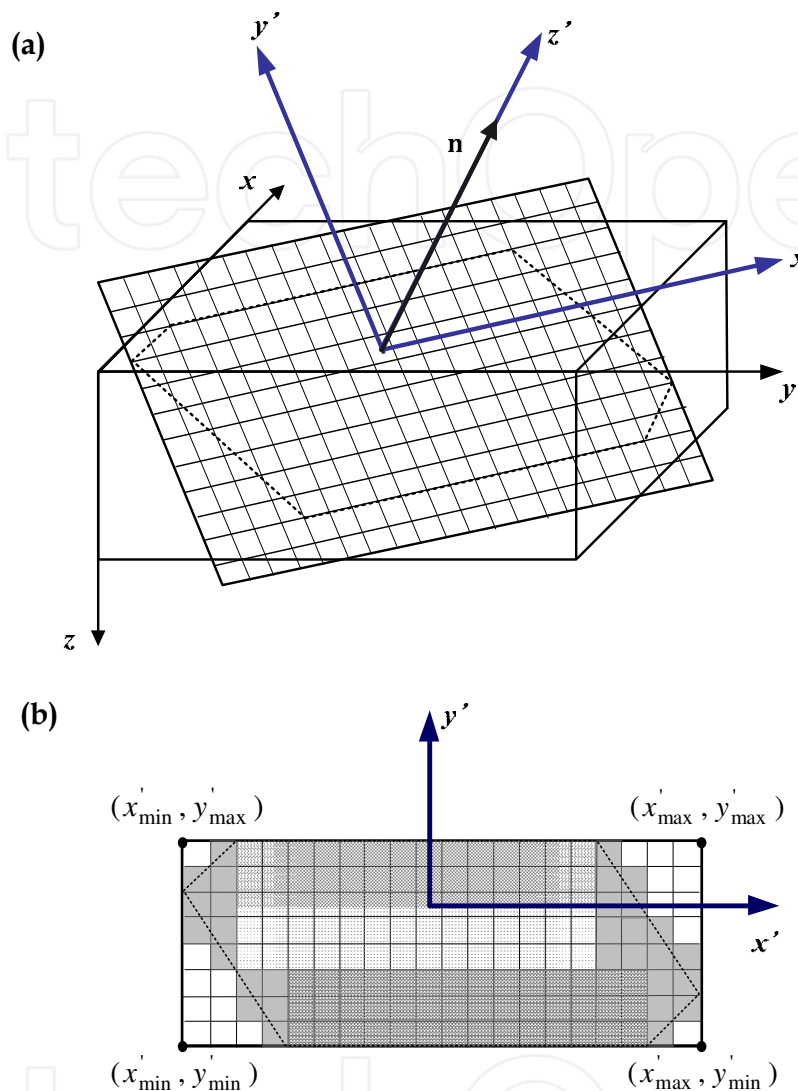 (a)
y’
z’
n
x
x
y
z
(b)
y’
(x'min , y'max)
(x'max , y'max)
x’
(x'min , y'min)
(x'max , y'min)